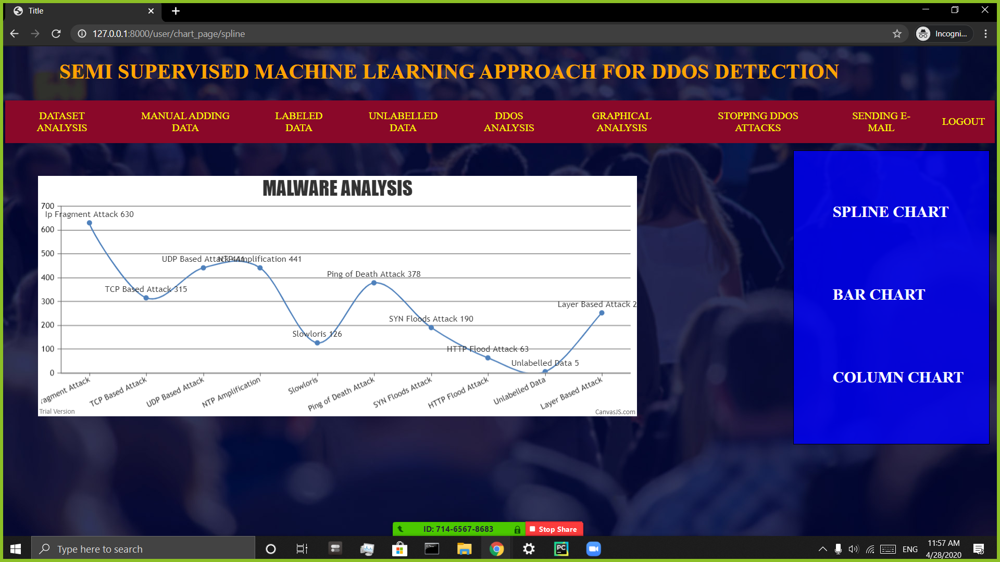 Title
127.0.0.1:8000/user/chart_page/spline
Incogni...
SEMI SUPERVISED MACHINE LEARNING APPROACH FOR DDOS DETECTION
DATASET
ANALYSIS
MANUAL ADDING
DATA
LABELED
DATA
UNLABELLED
DATA
DDOS
ANALYSIS
GRAPHICAL
ANALYSIS
STOPPING DDOS
ATTACKS
SENDING E-
MAIL
LOGOUT
MALWARE ANALYSIS
700
600
500
400
300
200
100
0
Ip Fragment Attack 630
TCP Based Attack 315
UDP Based Attack 441
NTP Amplification 441
Slowloris 126
Ping of Death Attack 378
SYN Floods Attack 190
HTTP Flood Attack 63
Unlabelled Data 5
Layer Based Attack 2
ragment Attack
TCP Based Attack
UDP Based Attack
NTP Amplification
Slowloris
Ping of Death Attack
SYN Floods Attack
HTTP Flood Attack
Unlabelled Data
Layer Based Attack
Trial Version
CanvasJS.com
SPLINE CHART
BAR CHART
COLUMN CHART
ID: 714-6567-8683
Stop Share
Type here to search
PC
ENG
11:57 AM
4/28/2020